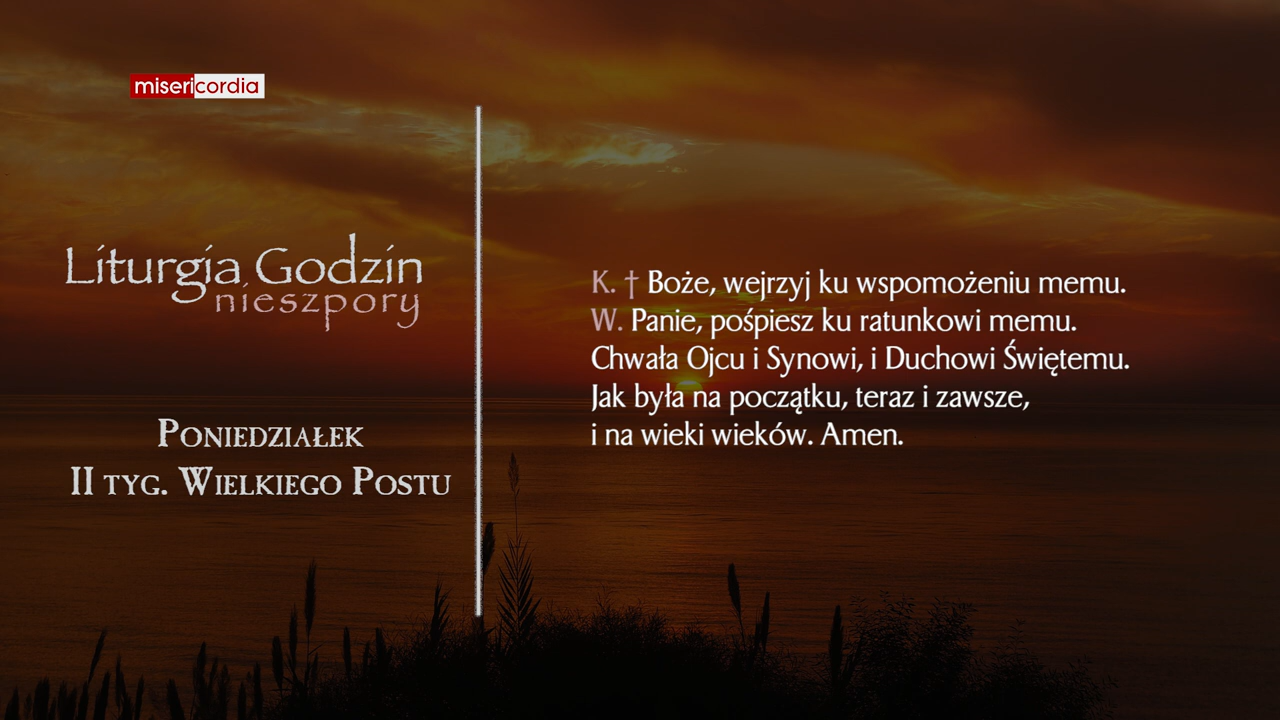 misericordia
Liturgia Godzin
nieszpory
Poniedziałek
II tyg. Wielkiego Postu
K. † Boże, wejrzyj ku wspomożeniu memu.
W. Panie, pośpiesz ku ratunkowi memu.
Chwała Ojcu i Synowi, i Duchowi Świętemu.
Jak była na początku, teraz i zawsze,
i na wieki wieków. Amen.